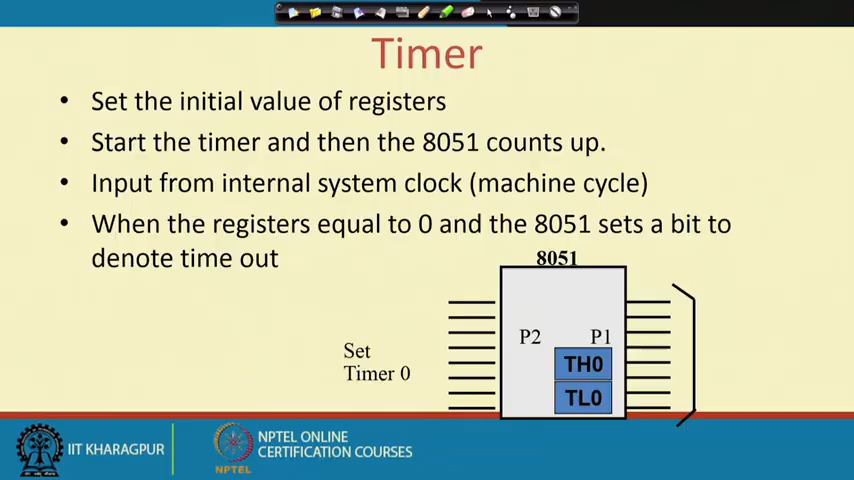 Timer
• Set the initial value of registers
• Start the timer and then the 8051 counts up.
• Input from internal system clock (machine cycle)
• When the registers equal to 0 and the 8051 sets a bit to
denote time out
8051
P2 P1
Set
Timer 0
TH0
TL0
IIT KHARAGPUR
NPTEL
NPTEL ONLINE
CERTIFICATION COURSES